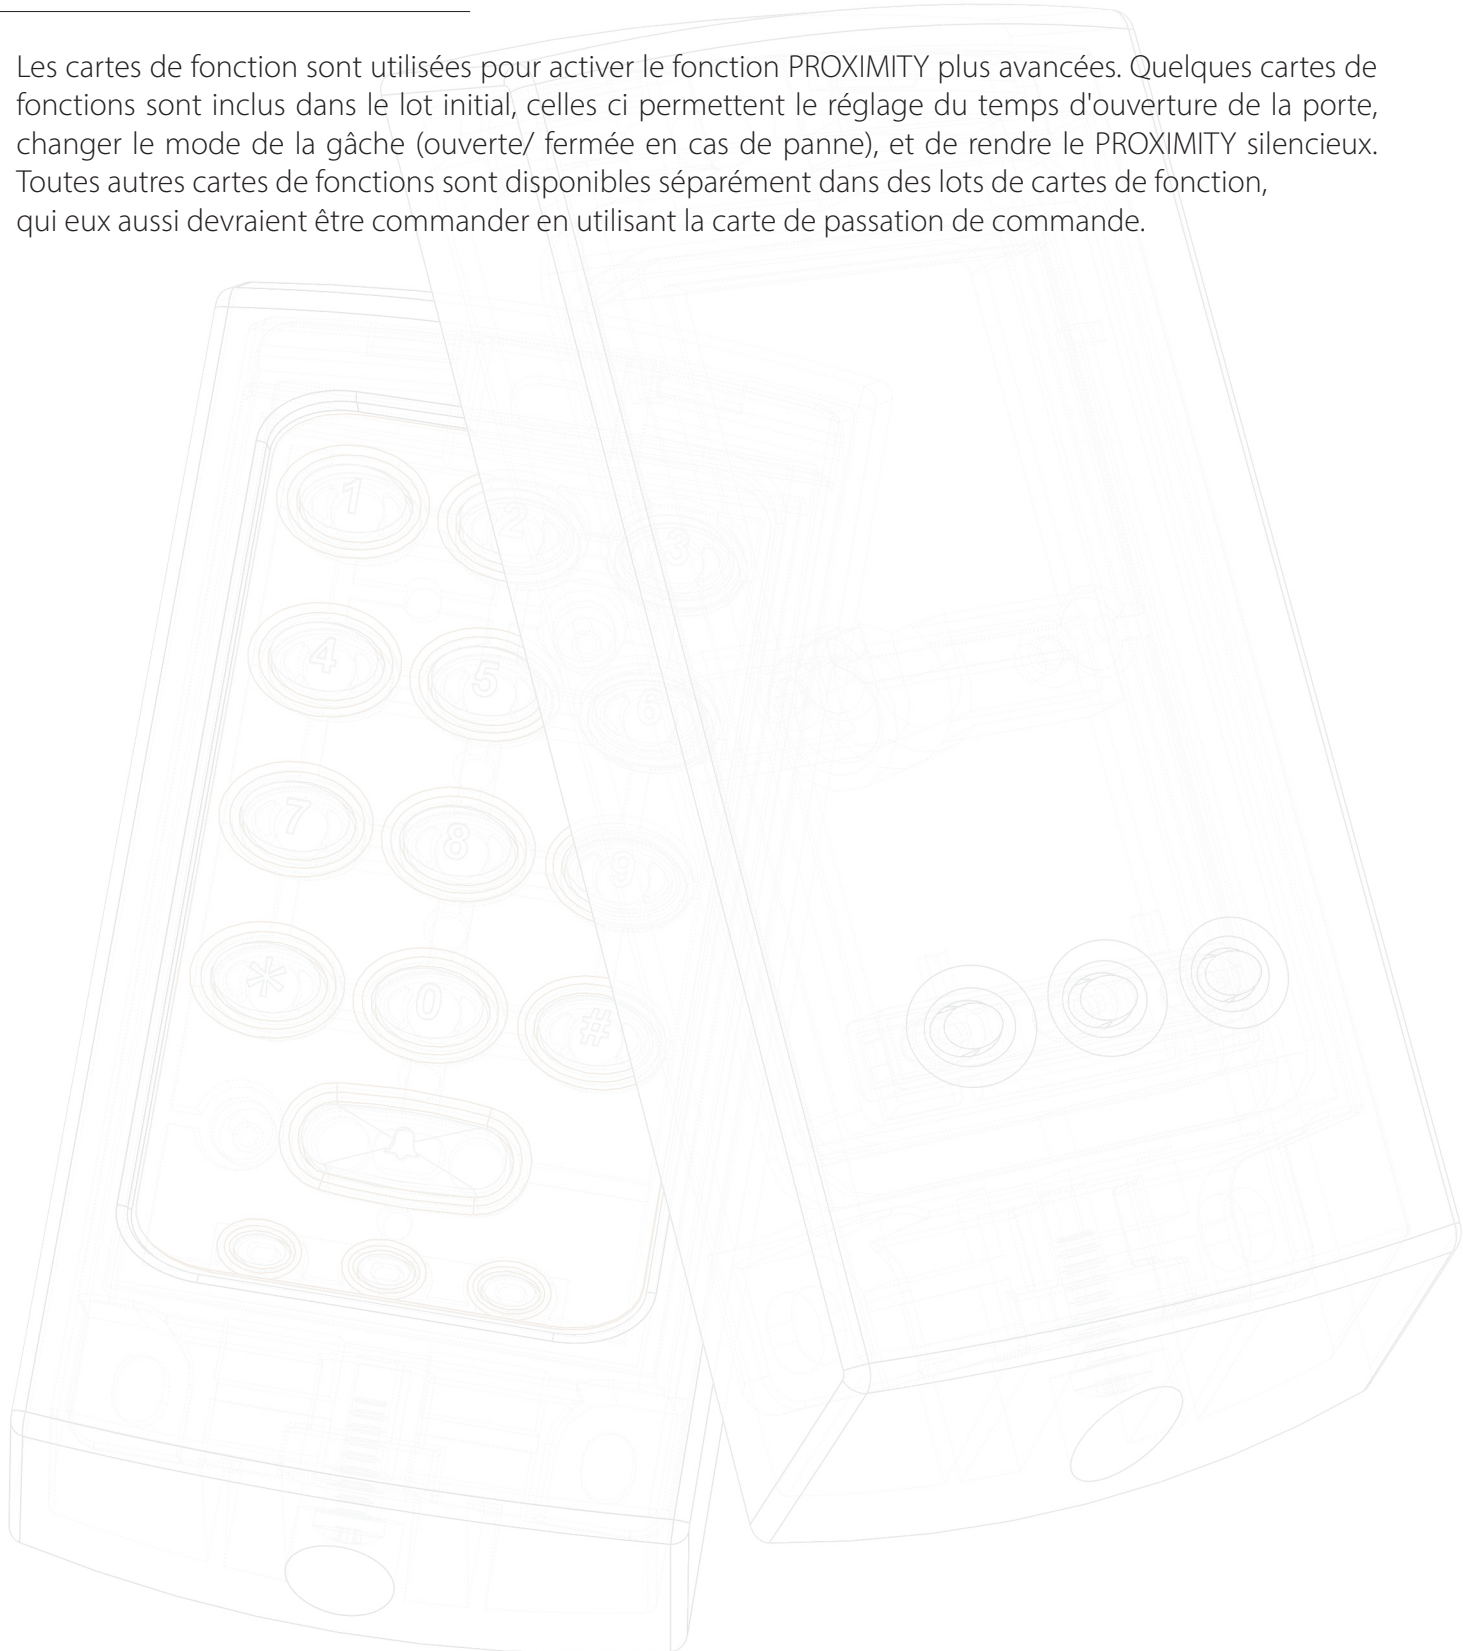 Les cartes de fonction sont utilisées pour activer le fonction PROXIMITY plus avancées. Quelques cartes de
fonctions sont inclus dans le lot initial, celles ci permettent le réglage du temps d'ouverture de la porte,
changer le mode de la gâche (ouverte/ fermée en cas de panne), et de rendre le PROXIMITY silencieux.
Toutes autres cartes de fonctions sont disponibles séparément dans des lots de cartes de fonction,
qui eux aussi devraient être commander en utilisant la carte de passation de commande.
1 2 3
4 5 6
7 8 9
* 0 #